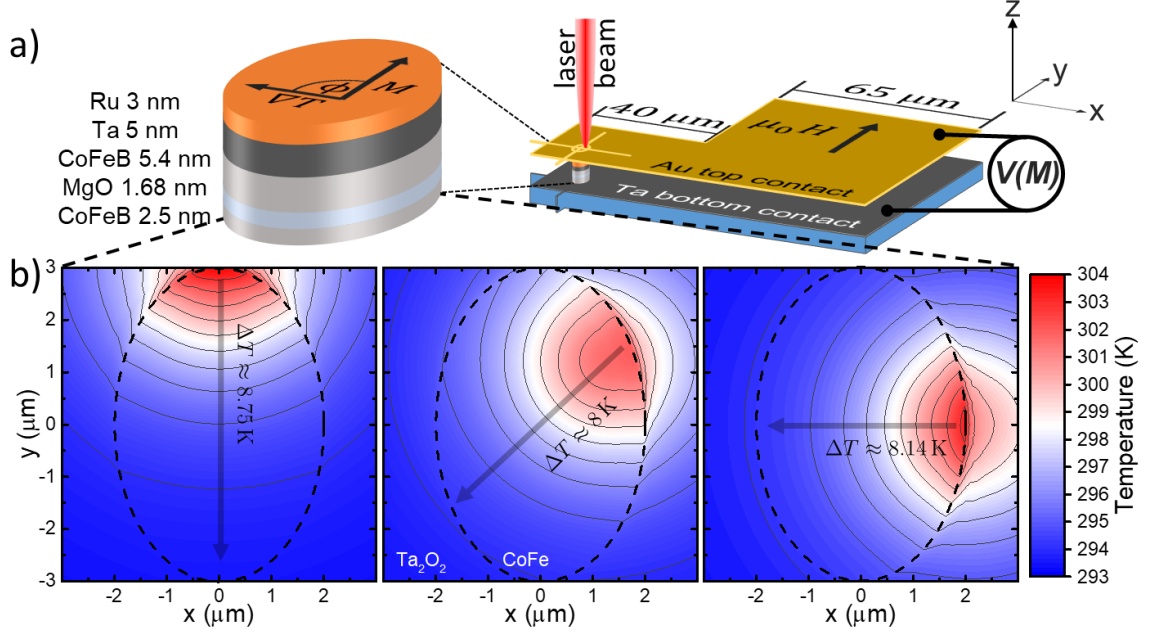 a)
Ru 3 nm
Ta 5 nm
CoFeB 5.4 nm
MgO 1.68 nm
CoFeB 2.5 nm
∇T
ϕ
M
laser
beam
40 µm
65 µm
µ₀ H
Au top contact
Ta bottom contact
V(M)
z
y
x
b)
3
2
1
0
-1
-2
-3
y (µm)
ΔT ≈ 8.75 K
-2 -1 0 1 2
x (µm)
ΔT ≈ 8 K
Ta₂O₂
CoFe
-2 -1 0 1 2
x (µm)
ΔT ≈ 8.14 K
-2 -1 0 1 2 3
x (µm)
304
303
302
301
300
299
298
297
296
295
294
293
Temperature (K)